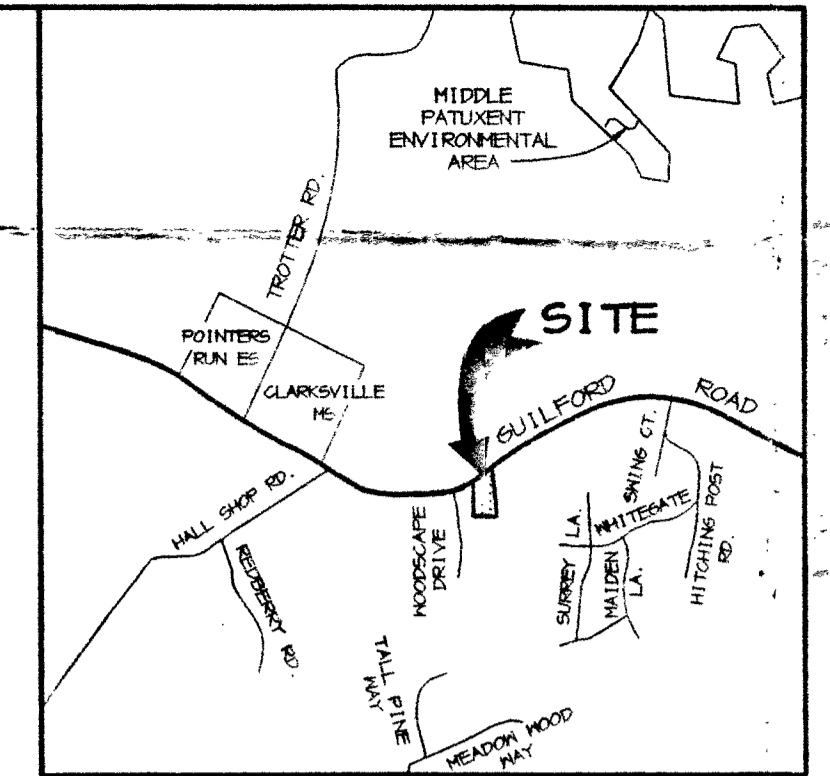 MIDDLE
PATUXENT
ENVIRONMENTAL
AREA
TROTTER RD.
SITE
POINTERS
RUN ES
CLARKSVILLE
MS
GUILFORD ROAD
HALL SHOP RD.
REDBERRY RD.
WOODSCAPE
DRIVE
SWING CT.
WHITEGATE
SURREY LA.
MAIDEN
LA.
HITCHING POST
RD.
TALL PINE
WAY
MEADOW WOOD
WAY